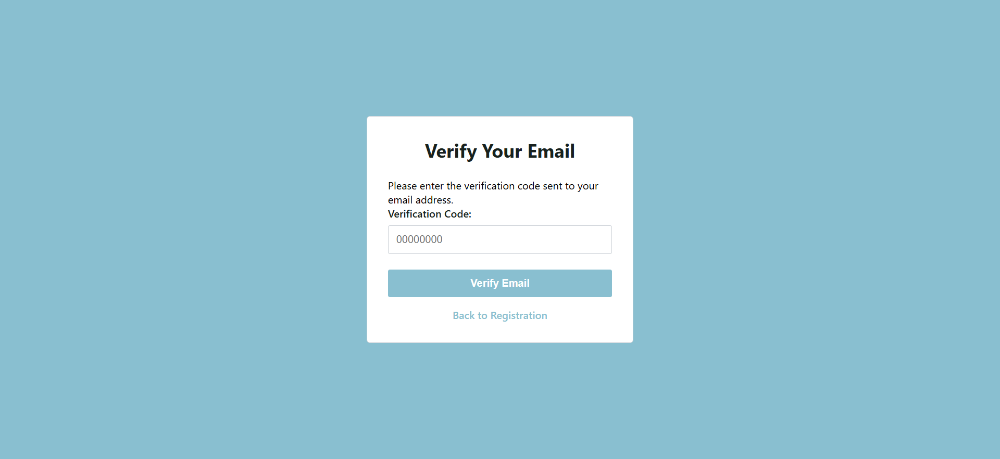 Verify Your Email
Please enter the verification code sent to your
email address.
Verification Code:
00000000
Verify Email
Back to Registration